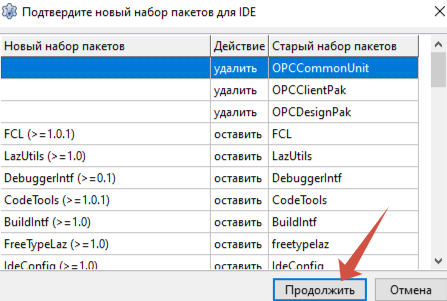 Подтвердите новый набор пакетов для IDE
Новый набор пакетов Действие Старый набор пакетов
удалить OPCCommonUnit
удалить OPCClientPak
удалить OPCDesignPak
FCL (>=1.0.1) оставить FCL
LazUtils (>=1.0) оставить LazUtils
DebuggerIntf (>=0.1) оставить DebuggerIntf
CodeTools (>=1.0.1) оставить CodeTools
BuildIntf (>=1.0) оставить BuildIntf
FreeTypeLaz (>=1.0) оставить freetypelaz
IdeConfig (>=1.0) оставить IdeConfig
Продолжить Отмена